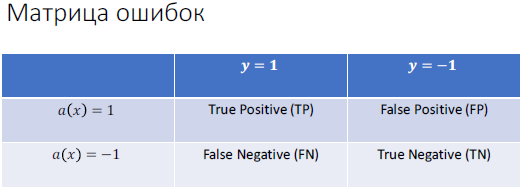 Матрица ошибок
y = 1 y = −1
a(x) = 1 True Positive (TP) False Positive (FP)
a(x) = −1 False Negative (FN) True Negative (TN)